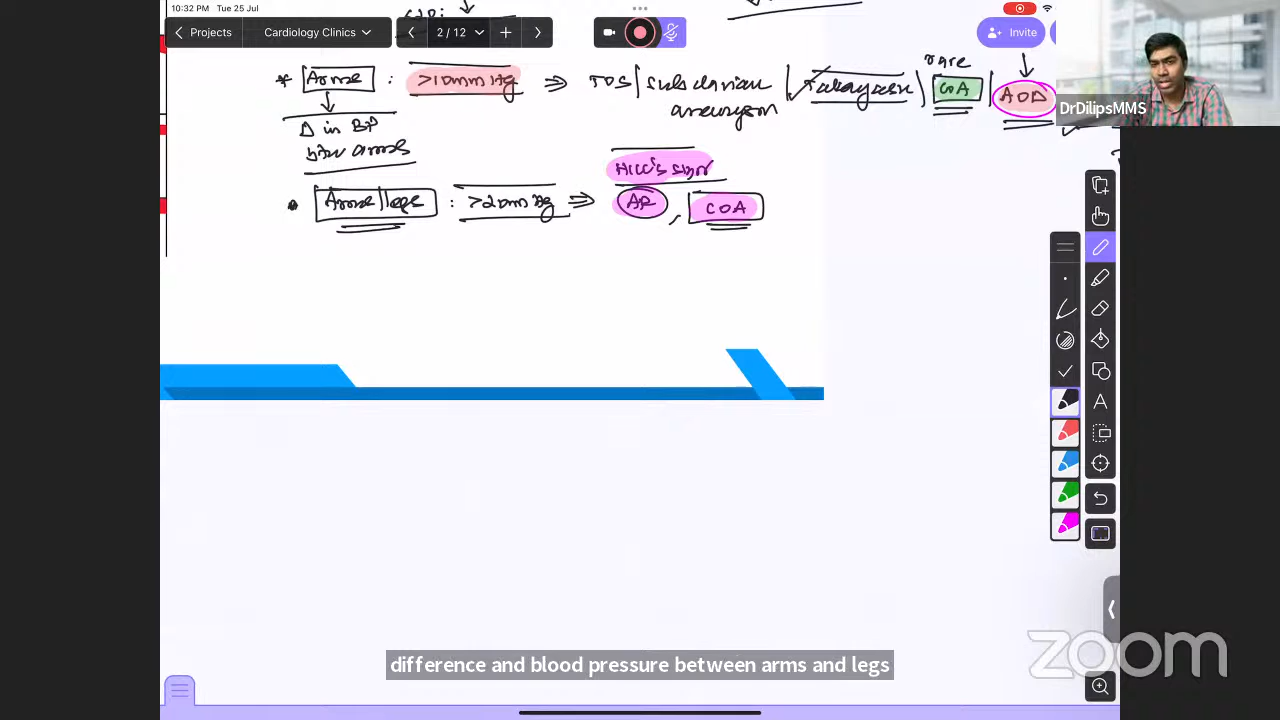 10:32 PM Tue 25 Jul
Projects
Cardiology Clinics
2 / 12
Invite
rare
* Arms : >10mm Hg ⇒ TOS | Subclavian aneurysm | Takayasu | COA | AOD
DrDilipsMMS
Δ in BP
btw arms
Hill's sign
• Arms|legs : >20mm Hg ⇒ AR, COA
A
zoom
difference and blood pressure between arms and legs